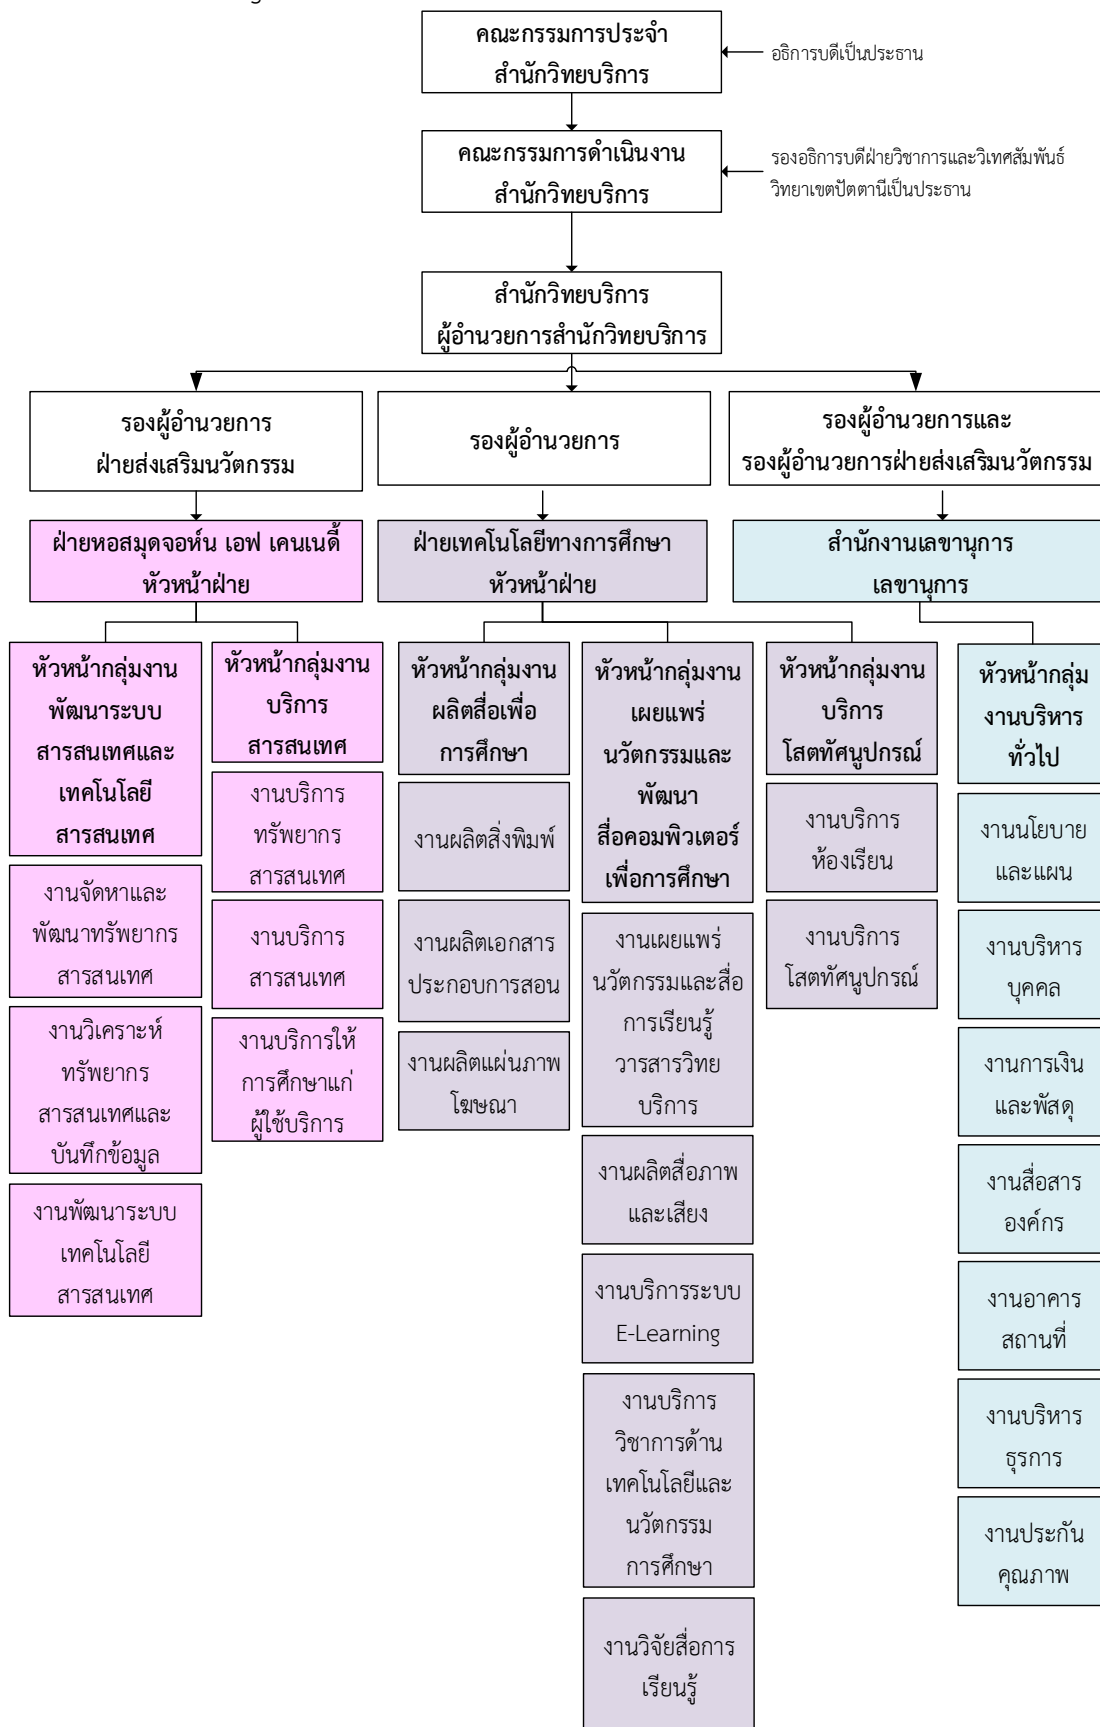 คณะกรรมการประจำ
สำนักวิทยบริการ
อธิการบดีเป็นประธาน
คณะกรรมการดำเนินงาน
สำนักวิทยบริการ
รองอธิการบดีฝ่ายวิชาการและวิเทศสัมพันธ์
วิทยาเขตปัตตานีเป็นประธาน
สำนักวิทยบริการ
ผู้อำนวยการสำนักวิทยบริการ
รองผู้อำนวยการ
ฝ่ายส่งเสริมนวัตกรรม
รองผู้อำนวยการ
รองผู้อำนวยการและ
รองผู้อำนวยการฝ่ายส่งเสริมนวัตกรรม
ฝ่ายหอสมุดจอห์น เอฟ เคนเนดี้
หัวหน้าฝ่าย
ฝ่ายเทคโนโลยีทางการศึกษา
หัวหน้าฝ่าย
สำนักงานเลขานุการ
เลขานุการ
หัวหน้ากลุ่มงาน
พัฒนาระบบ
สารสนเทศและ
เทคโนโลยี
สารสนเทศ
งานจัดหาและ
พัฒนาทรัพยากร
สารสนเทศ
งานวิเคราะห์
ทรัพยากร
สารสนเทศและ
บันทึกข้อมูล
งานพัฒนาระบบ
เทคโนโลยี
สารสนเทศ
หัวหน้ากลุ่มงาน
บริการ
สารสนเทศ
งานบริการ
ทรัพยากร
สารสนเทศ
งานบริการ
สารสนเทศ
งานบริการให้
การศึกษาแก่
ผู้ใช้บริการ
หัวหน้ากลุ่มงาน
ผลิตสื่อเพื่อ
การศึกษา
งานผลิตสิ่งพิมพ์
งานผลิตเอกสาร
ประกอบการสอน
งานผลิตแผ่นภาพ
โฆษณา
หัวหน้ากลุ่มงาน
เผยแพร่
นวัตกรรมและ
พัฒนา
สื่อคอมพิวเตอร์
เพื่อการศึกษา
งานเผยแพร่
นวัตกรรมและสื่อ
การเรียนรู้
วารสารวิทย
บริการ
งานผลิตสื่อภาพ
และเสียง
งานบริการระบบ
E-Learning
งานบริการ
วิชาการด้าน
เทคโนโลยีและ
นวัตกรรม
การศึกษา
งานวิจัยสื่อการ
เรียนรู้
หัวหน้ากลุ่มงาน
บริการ
โสตทัศนูปกรณ์
งานบริการ
ห้องเรียน
งานบริการ
โสตทัศนูปกรณ์
หัวหน้ากลุ่ม
งานบริหาร
ทั่วไป
งานนโยบาย
และแผน
งานบริหาร
บุคคล
งานการเงิน
และพัสดุ
งานสื่อสาร
องค์กร
งานอาคาร
สถานที่
งานบริหาร
ธุรการ
งานประกัน
คุณภาพ